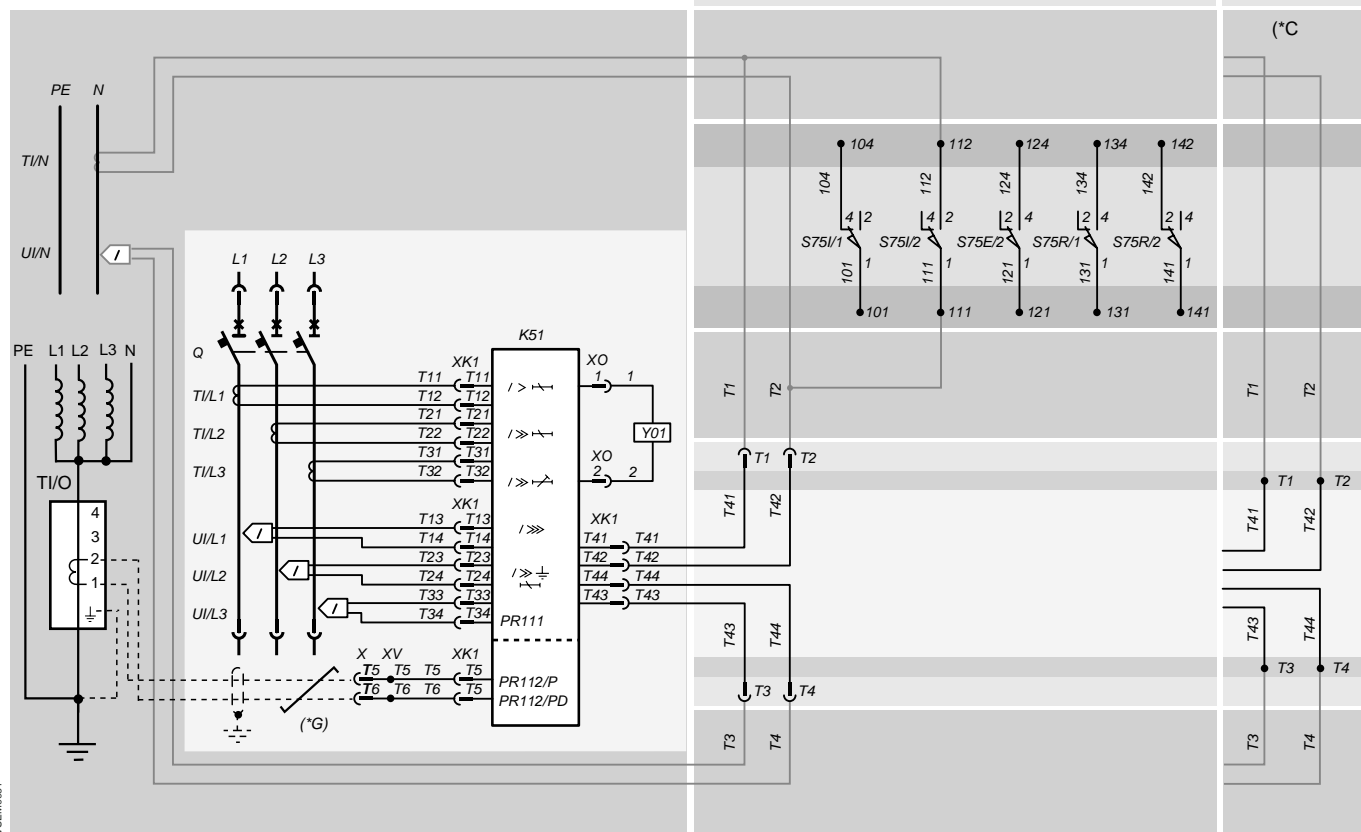 (*C
PE N
TI/N
UI/N
104 112 124 134 142
104 112 124 134 142
4 2 4 2 2 4 2 4 2 4
S75I/1 S75I/2 S75E/2 S75R/1 S75R/2
101 1 111 1 121 1 131 1 141 1
101 111 121 131 141
L1 L2 L3
PE L1 L2 L3 N
Q
K51
XK1
XO
T11 T11
1 1
TI/L1
T12 T12
T21 T21
TI/L2
T22 T22
Y01
T31 T31
XO
TI/L3
T32 T32
2 2
TI/O
4
3
2
1
XK1
T13 T13
UI/L1
T14 T14
T23 T23
UI/L2
T24 T24
T33 T33
UI/L3
T34 T34
I >
I >>
I >>
I >>>
I >>
PR111
XK1
T41 T41
T42 T42
T44 T44
T43 T43
X XV XK1
T5 T5 T5 T5
T6 T6 T6 T5
PR112/P
PR112/PD
(*G)
T1 T2
T1 T2
T41 T42
T43 T44
T3 T4
T3 T4
T1 T2
T1 T2
T41 T42
T43 T44
T3 T4
T3 T4